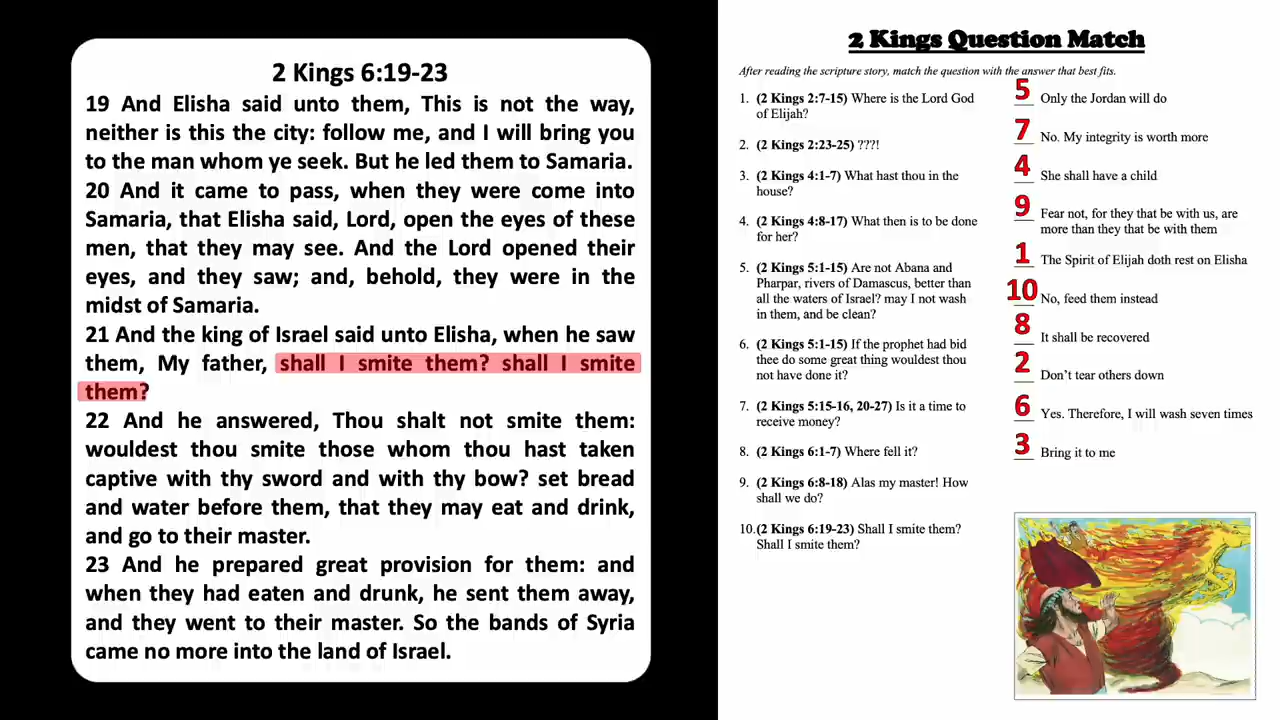 2 Kings 6:19-23
19 And Elisha said unto them, This is not the way,
neither is this the city: follow me, and I will bring you
to the man whom ye seek. But he led them to Samaria.
20 And it came to pass, when they were come into
Samaria, that Elisha said, Lord, open the eyes of these
men, that they may see. And the Lord opened their
eyes, and they saw; and, behold, they were in the
midst of Samaria.
21 And the king of Israel said unto Elisha, when he saw
them, My father, shall I smite them? shall I smite
them?
22 And he answered, Thou shalt not smite them:
wouldest thou smite those whom thou hast taken
captive with thy sword and with thy bow? set bread
and water before them, that they may eat and drink,
and go to their master.
23 And he prepared great provision for them: and
when they had eaten and drunk, he sent them away,
and they went to their master. So the bands of Syria
came no more into the land of Israel.
2 Kings Question Match
After reading the scripture story, match the question with the answer that best fits.
1. (2 Kings 2:7-15) Where is the Lord God
of Elijah?
2. (2 Kings 2:23-25) ???!
3. (2 Kings 4:1-7) What hast thou in the
house?
4. (2 Kings 4:8-17) What then is to be done
for her?
5. (2 Kings 5:1-15) Are not Abana and
Pharpar, rivers of Damascus, better than
all the waters of Israel? may I not wash
in them, and be clean?
6. (2 Kings 5:1-15) If the prophet had bid
thee do some great thing wouldest thou
not have done it?
7. (2 Kings 5:15-16, 20-27) Is it a time to
receive money?
8. (2 Kings 6:1-7) Where fell it?
9. (2 Kings 6:8-18) Alas my master! How
shall we do?
10.(2 Kings 6:19-23) Shall I smite them?
Shall I smite them?
5 Only the Jordan will do
7 No. My integrity is worth more
4 She shall have a child
9 Fear not, for they that be with us, are
more than they that be with them
1 The Spirit of Elijah doth rest on Elisha
10 No, feed them instead
8 It shall be recovered
2 Don't tear others down
6 Yes. Therefore, I will wash seven times
3 Bring it to me